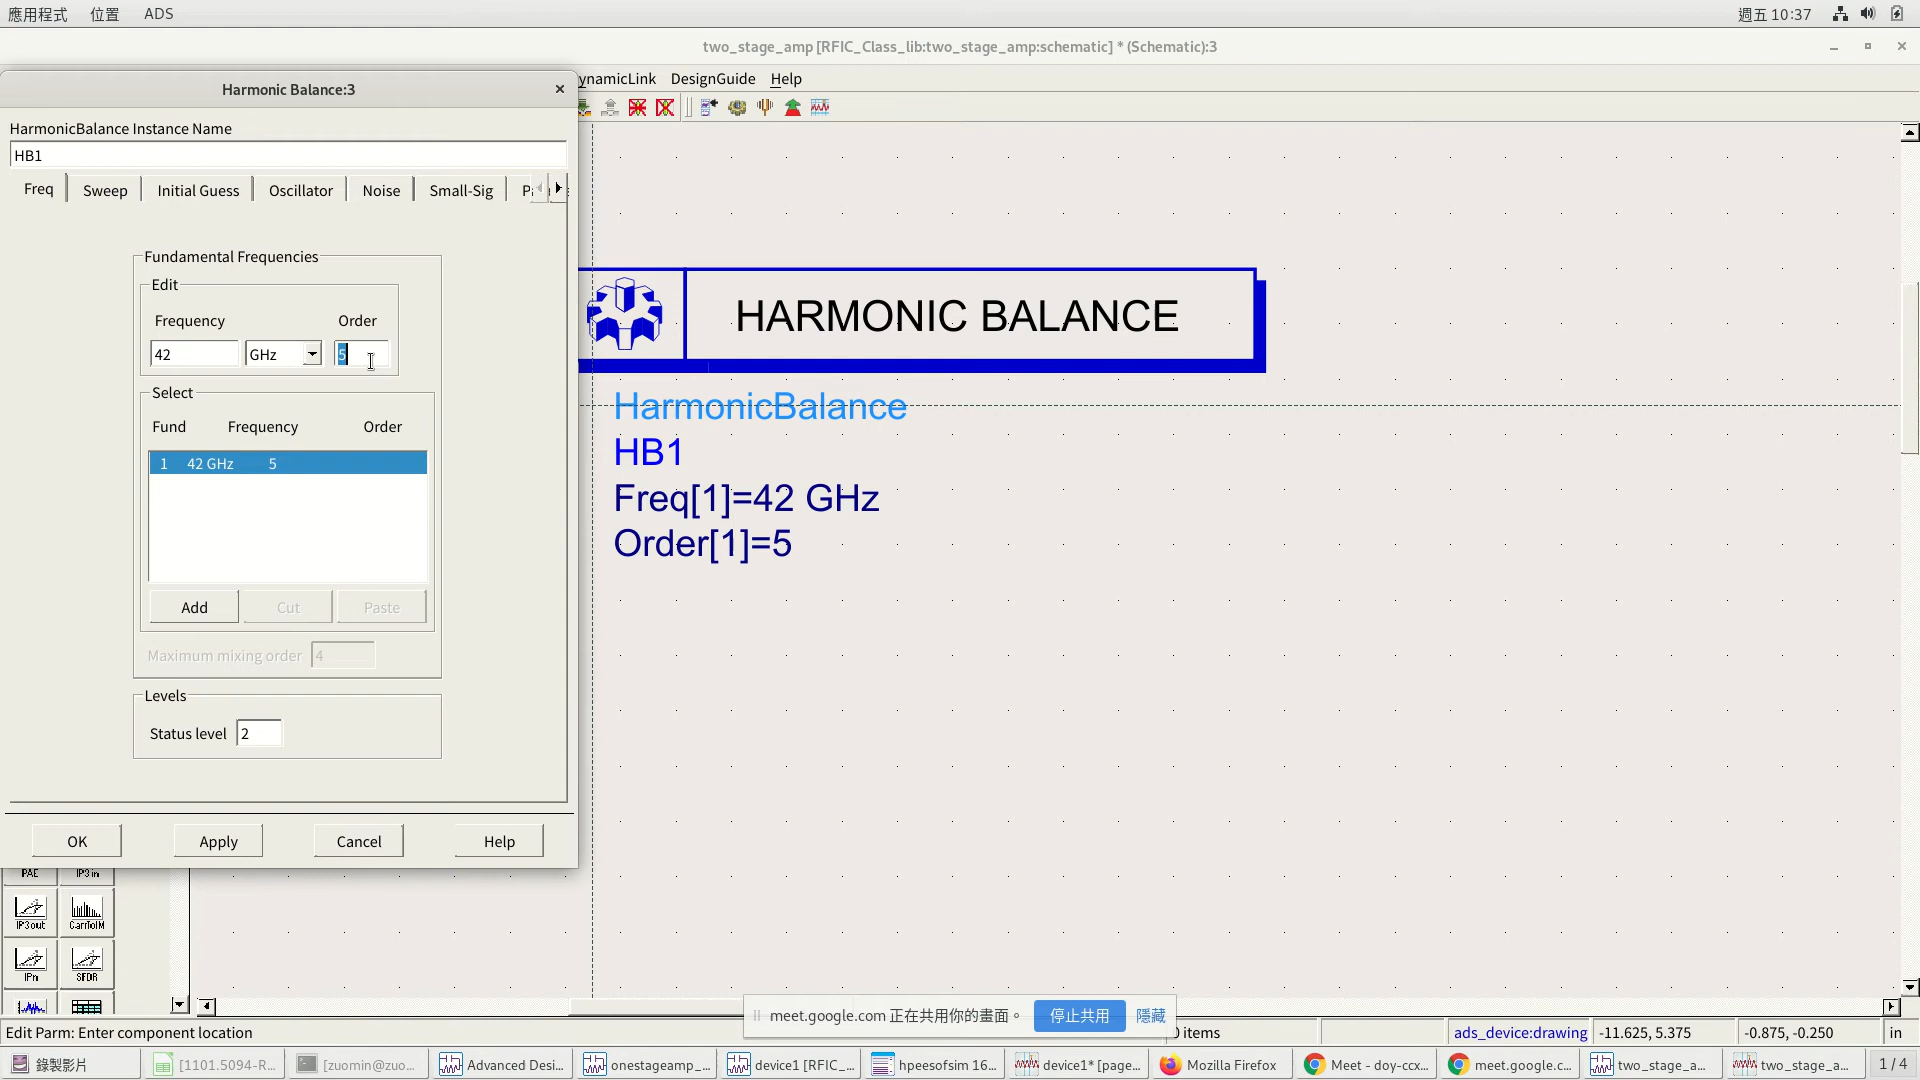 應用程式 位置 ADS
週五 10:37
two_stage_amp [RFIC_Class_lib:two_stage_amp:schematic] * (Schematic):3
Harmonic Balance:3
ynamicLink DesignGuide Help
HarmonicBalance Instance Name
HB1
Freq Sweep Initial Guess Oscillator Noise Small-Sig
Fundamental Frequencies
Edit
Frequency Order
42 GHz 5
Select
Fund Frequency Order
1 42 GHz 5
Add Cut Paste
Maximum mixing order 4
Levels
Status level 2
OK Apply Cancel Help
HARMONIC BALANCE
HarmonicBalance
HB1
Freq[1]=42 GHz
Order[1]=5
PAE IP3in
IP3out CarrToIM
IPn SFDR
meet.google.com 正在共用你的畫面。 停止共用 隱藏
Edit Parm: Enter component location
0 items ads_device:drawing -11.625, 5.375 -0.875, -0.250 in
錄製影片 [1101.5094-R... [zuomin@zuo... Advanced Desi... onestageamp_... device1 [RFIC_... hpeesofsim 16... device1* [page... Mozilla Firefox Meet - doy-ccx... meet.google.c... two_stage_a... two_stage_a... 1 / 4